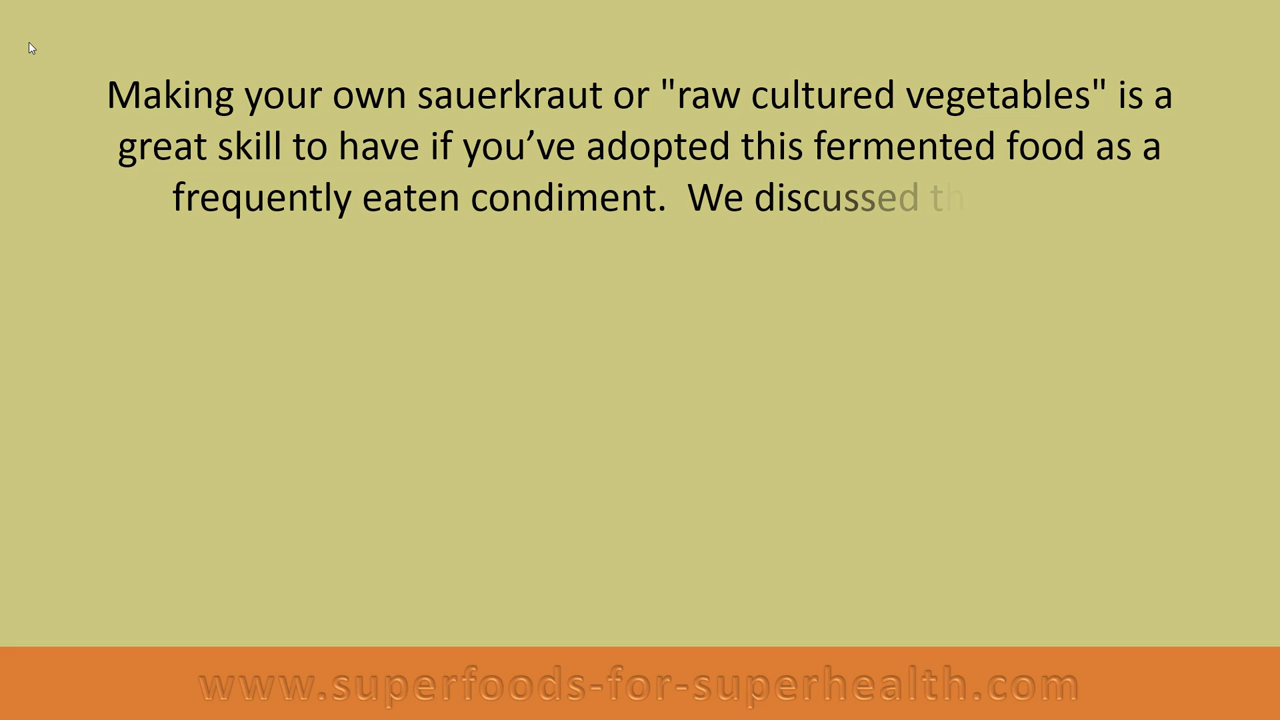 Making your own sauerkraut or "raw cultured vegetables" is a
great skill to have if you’ve adopted this fermented food as a
frequently eaten condiment.  We discussed
www.superfoods-for-superhealth.com